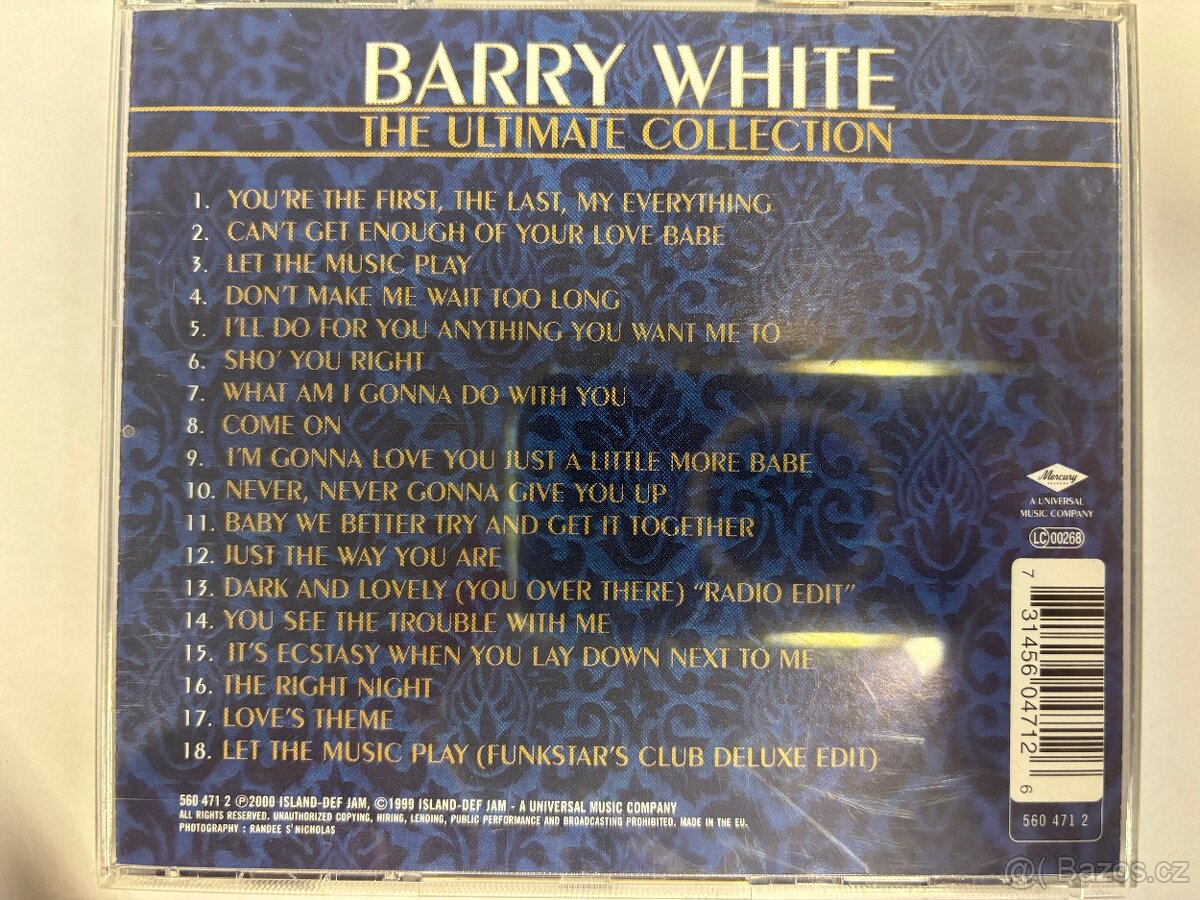 BARRY WHITE
THE ULTIMATE COLLECTION
1. YOU'RE THE FIRST, THE LAST, MY EVERYTHING
2. CAN'T GET ENOUGH OF YOUR LOVE BABE
3. LET THE MUSIC PLAY
4. DON'T MAKE ME WAIT TOO LONG
5. I'LL DO FOR YOU ANYTHING YOU WANT ME TO
6. SHO' YOU RIGHT
7. WHAT AM I GONNA DO WITH YOU
8. COME ON
9. I'M GONNA LOVE YOU JUST A LITTLE MORE BABE
10. NEVER, NEVER GONNA GIVE YOU UP
11. BABY WE BETTER TRY AND GET IT TOGETHER
12. JUST THE WAY YOU ARE
13. DARK AND LOVELY (YOU OVER THERE) "RADIO EDIT"
14. YOU SEE THE TROUBLE WITH ME
15. IT'S ECSTASY WHEN YOU LAY DOWN NEXT TO ME
16. THE RIGHT NIGHT
17. LOVE'S THEME
18. LET THE MUSIC PLAY (FUNKSTAR'S CLUB DELUXE EDIT)
560 471 2 ℗2000 ISLAND-DEF JAM, ©1999 ISLAND-DEF JAM - A UNIVERSAL MUSIC COMPANY
ALL RIGHTS RESERVED. UNAUTHORIZED COPYING, HIRING, LENDING, PUBLIC PERFORMANCE AND BROADCASTING PROHIBITED. MADE IN THE EU.
PHOTOGRAPHY : RANDEE ST NICHOLAS
Mercury
RECORDS
A UNIVERSAL
MUSIC COMPANY
LC 00268
7 31456 04712 6
560 471 2
Bazos.cz